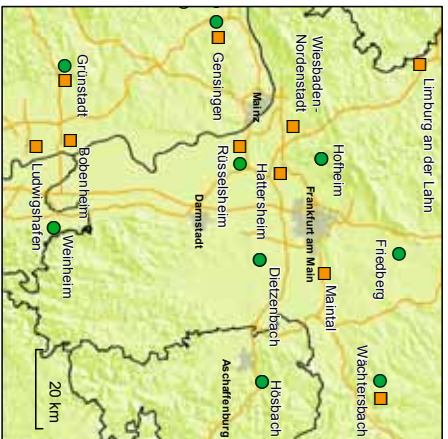 Limburg an der Lahn
Wiesbaden-
Nordenstadt
Gensingen
Grünstadt
Mainz
Hofheim
Hattersheim
Rüsselsheim
Bobenheim
Ludwigshafen
Frankfurt am Main
Darmstadt
Friedberg
Maintal
Dietzenbach
Weinheim
Wächtersbach
Hösbach
Aschaffenburg
20 km